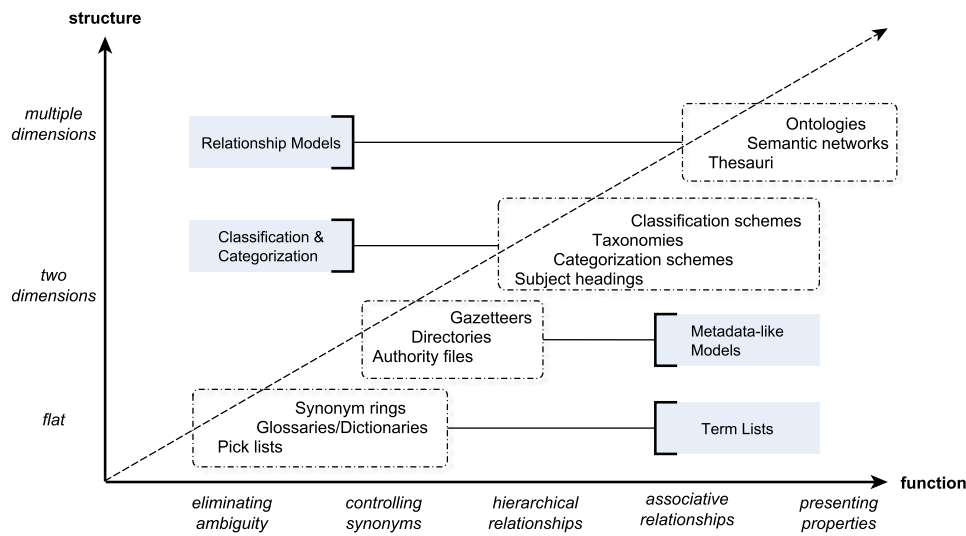 structure
multiple
dimensions
Relationship Models
Ontologies
Semantic networks
Thesauri
Classification &
Categorization
Classification schemes
Taxonomies
Categorization schemes
Subject headings
two
dimensions
Gazetteers
Directories
Authority files
Metadata-like
Models
flat
Synonym rings
Glossaries/Dictionaries
Pick lists
Term Lists
function
eliminating
ambiguity
controlling
synonyms
hierarchical
relationships
associative
relationships
presenting
properties